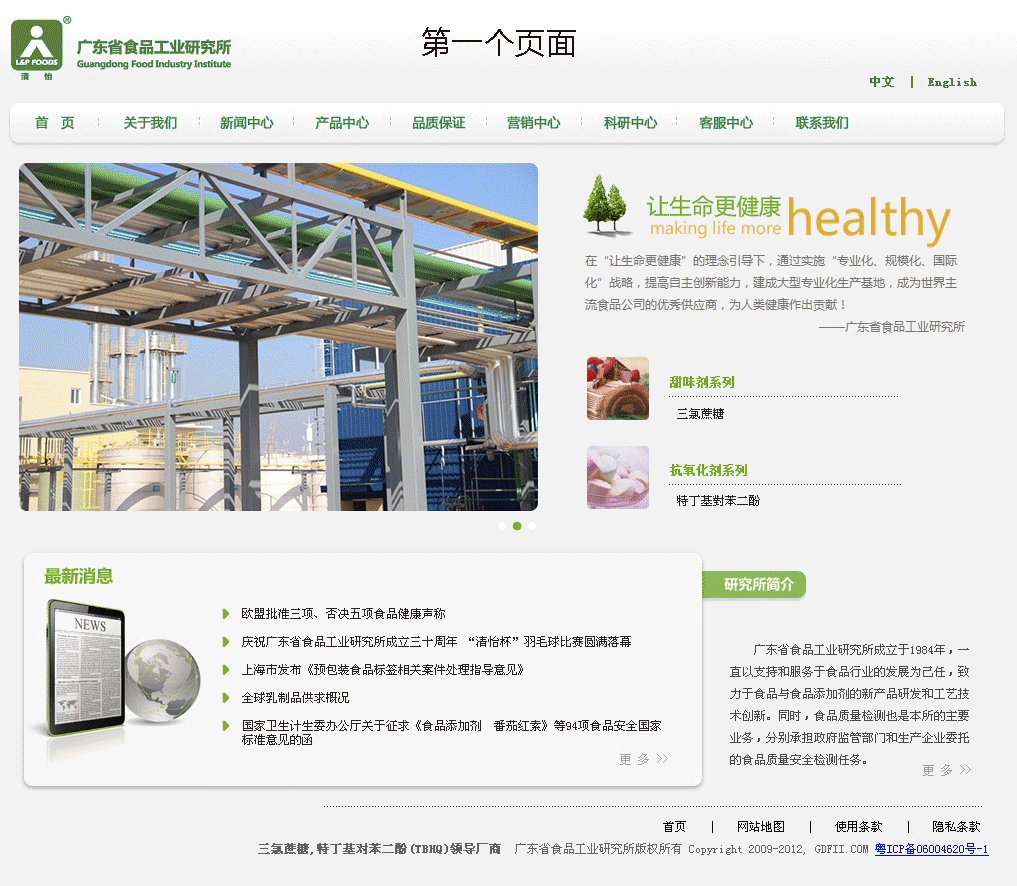 第一个页面
®
L&P FOODS
清怡
广东省食品工业研究所
Guangdong Food Industry Institute
中文 | English
首 页 关于我们 新闻中心 产品中心 品质保证 营销中心 科研中心 客服中心 联系我们
让生命更健康
making life more healthy
在“让生命更健康”的理念引导下，通过实施“专业化、规模化、国际
化”战略，提高自主创新能力，建成大型专业化生产基地，成为世界主
流食品公司的优秀供应商，为人类健康作出贡献！
——广东省食品工业研究所
甜味剂系列
三氯蔗糖
抗氧化剂系列
特丁基對苯二酚
最新消息
NEWS
欧盟批准三项、否决五项食品健康声称
庆祝广东省食品工业研究所成立三十周年 “清怡杯”羽毛球比赛圆满落幕
上海市发布《预包装食品标签相关案件处理指导意见》
全球乳制品供求概况
国家卫生计生委办公厅关于征求《食品添加剂 番茄红素》等94项食品安全国家
标准意见的函
更 多 >>
研究所简介
广东省食品工业研究所成立于1984年，一
直以支持和服务于食品行业的发展为己任，致
力于食品与食品添加剂的新产品研发和工艺技
术创新。同时，食品质量检测也是本所的主要
业务，分别承担政府监管部门和生产企业委托
的食品质量安全检测任务。
更 多 >>
首页 | 网站地图 | 使用条款 | 隐私条款
三氯蔗糖,特丁基对苯二酚(TBHQ)领导厂商 广东省食品工业研究所版权所有 Copyright 2009-2012, GDFII.COM 粤ICP备06004620号-1